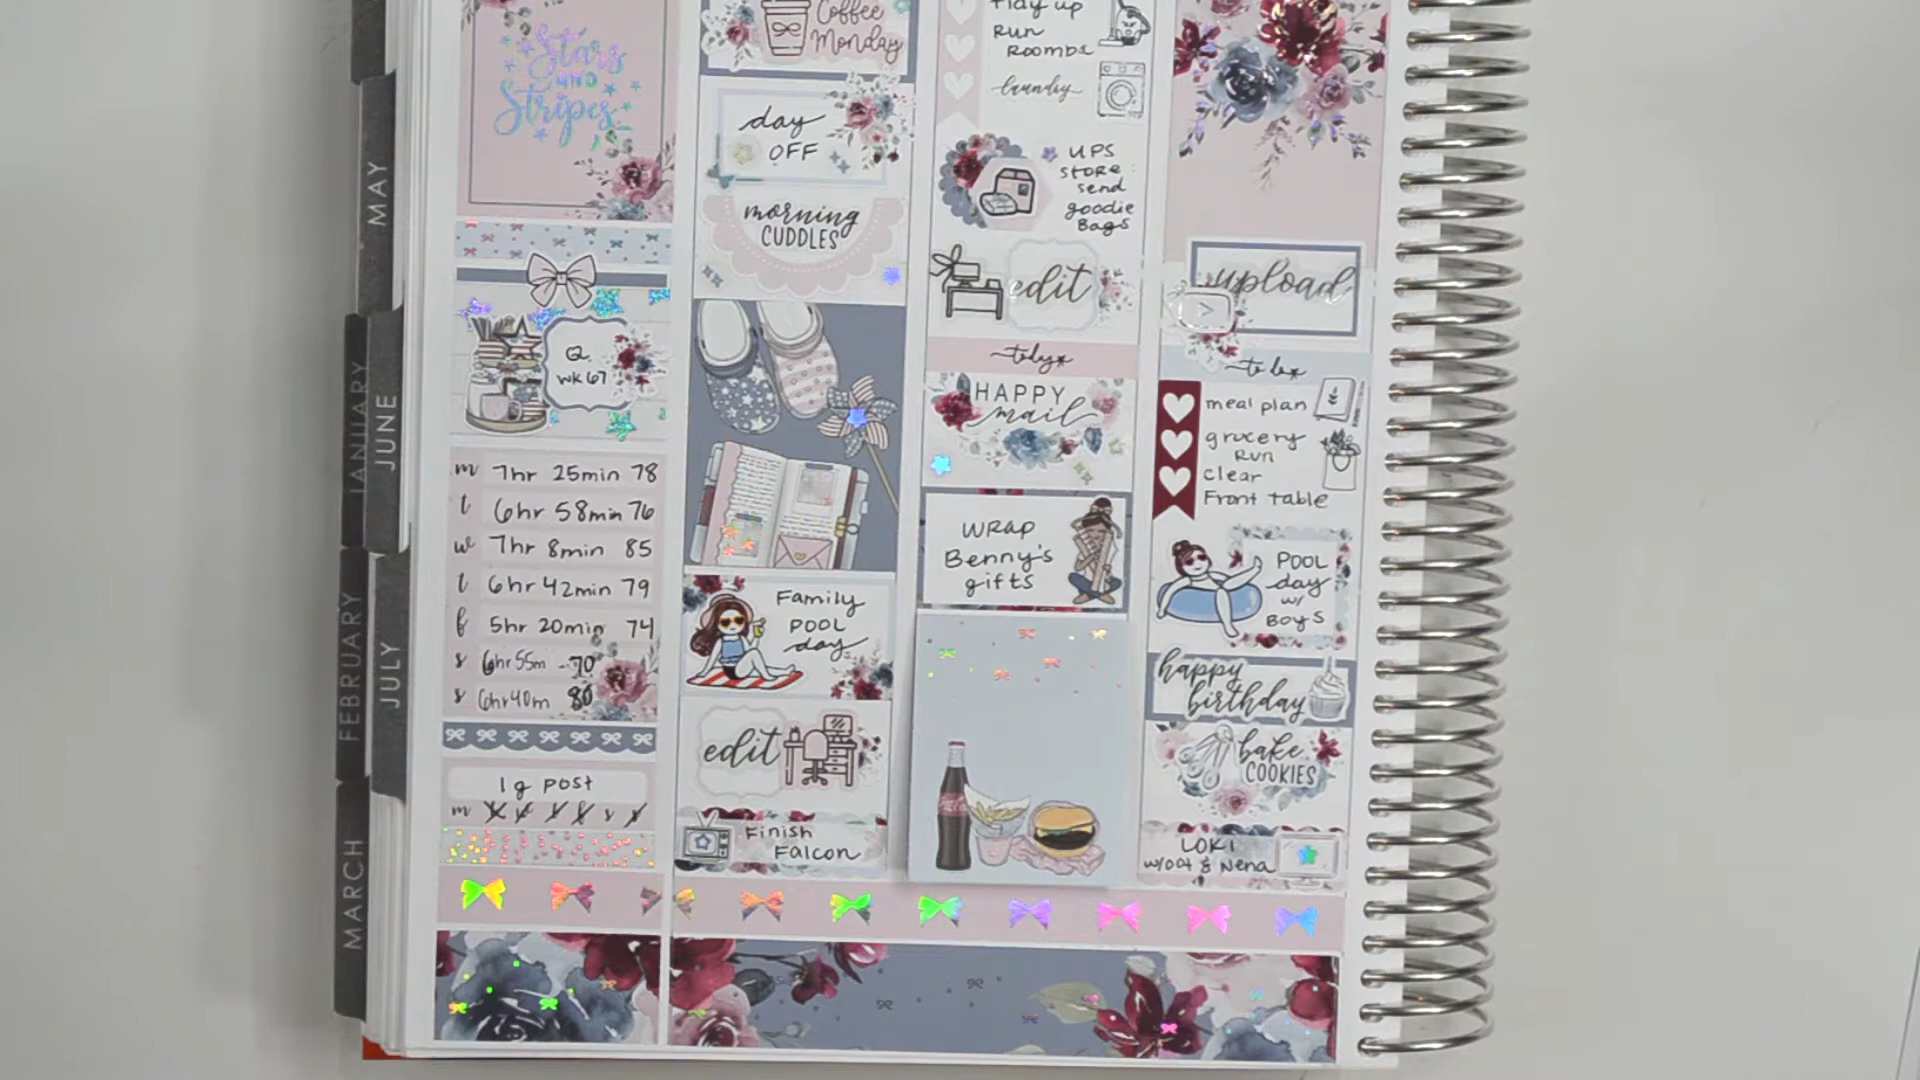 Stars
AND
Stripes
Q2
WK 67
m 7hr 25min 78
t 6hr 58min 76
w 7hr 8min 85
t 6hr 42min 79
f 5hr 20min 74
s 6hr 55m - 70
s 6hr 40m 80
ig post
m
s
Coffee
Monday
day
OFF
morning
CUDDLES
Family
POOL
day
edit
Finish
Falcon
Tidy up
Run
Roomba
laundry
UPS
store:
send
goodie
Bags
edit
today
HAPPY
mail
WRAP
Benny's
gifts
upload
to do
meal plan
grocery
Run
clear
Front table
POOL
day
w/
BOYS
happy
birthday
bake
COOKIES
LOKI
MAY
JANUARY
JUNE
FEBRUARY
JULY
MARCH